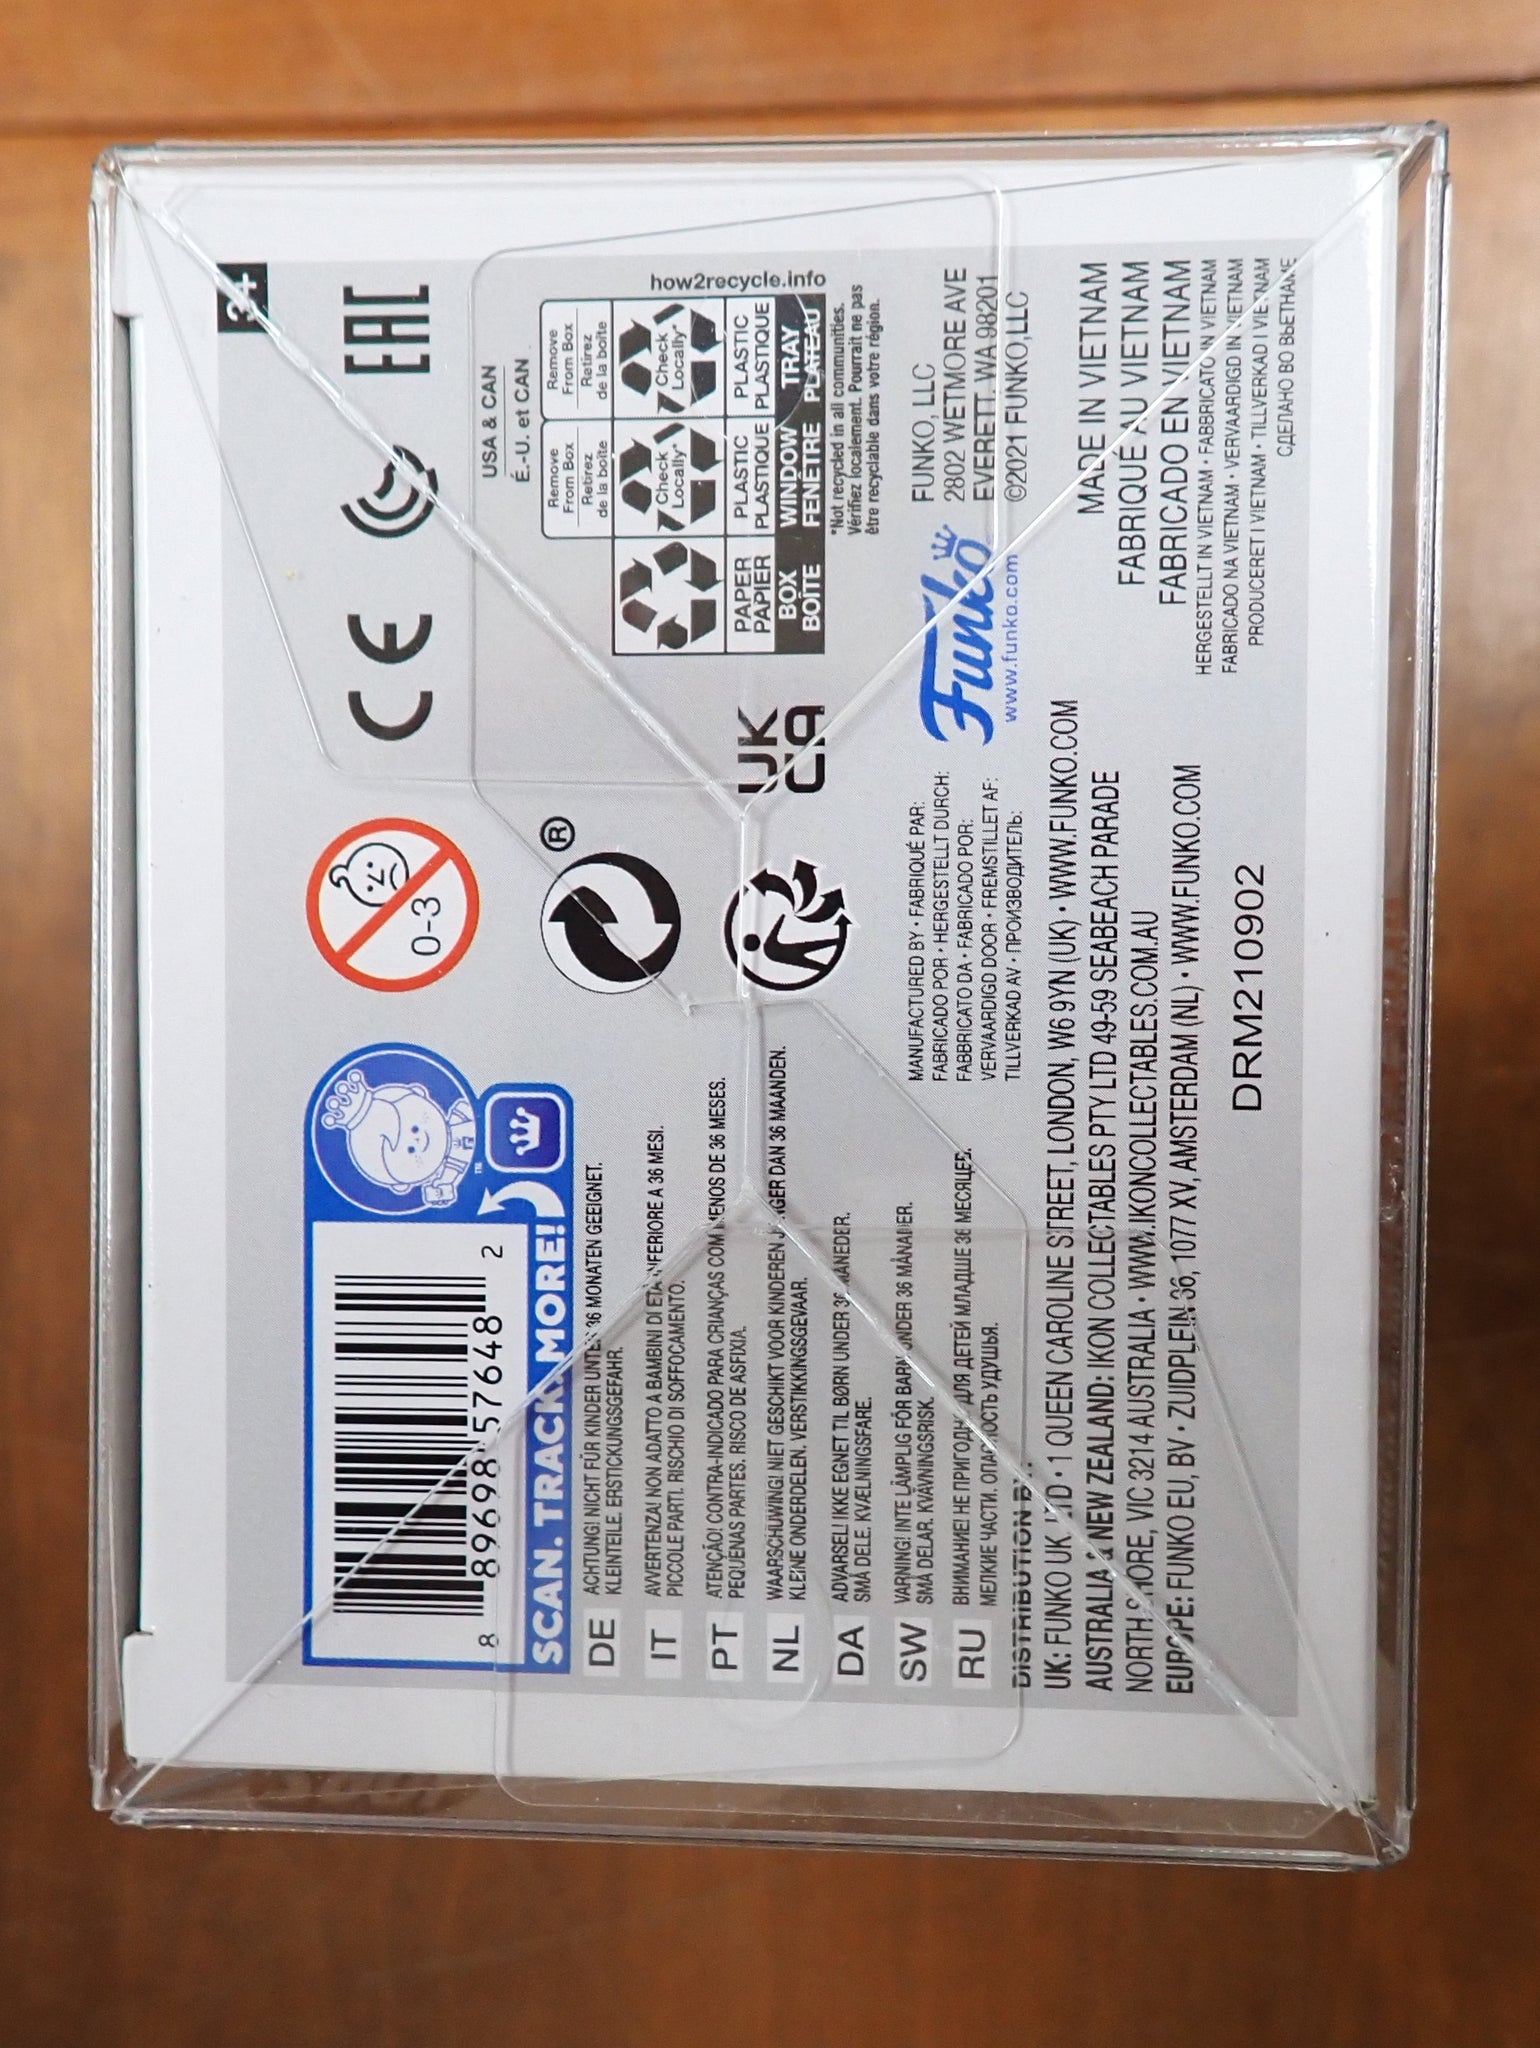 8 89698 57648 2
SCAN. TRACK. MORE!
TM
0-3
CE
EAC
3+
DE ACHTUNG! NICHT FÜR KINDER UNTER 36 MONATEN GEEIGNET.
KLEINTEILE. ERSTICKUNGSGEFAHR.
IT AVVERTENZA! NON ADATTO A BAMBINI DI ETÀ INFERIORE A 36 MESI.
PICCOLE PARTI. RISCHIO DI SOFFOCAMENTO.
PT ATENÇÃO! CONTRA-INDICADO PARA CRIANÇAS COM MENOS DE 36 MESES.
PEQUENAS PARTES. RISCO DE ASFIXIA.
NL WAARSCHUWING! NIET GESCHIKT VOOR KINDEREN JONGER DAN 36 MAANDEN.
KLEINE ONDERDELEN. VERSTIKKINGSGEVAAR.
DA ADVARSEL! IKKE EGNET TIL BØRN UNDER 36 MÅNEDER.
SMÅ DELE. KVÆLNINGSFARE.
SW VARNING! INTE LÄMPLIG FÖR BARN UNDER 36 MÅNADER.
SMÅ DELAR. KVÄVNINGSRISK.
RU ВНИМАНИЕ! НЕ ПРИГОДНО ДЛЯ ДЕТЕЙ МЛАДШЕ 36 МЕСЯЦЕВ.
МЕЛКИЕ ЧАСТИ. ОПАСНОСТЬ УДУШЬЯ.
®
UK
CA
USA & CAN
É.-U. et CAN
Remove
From Box
Retirez
de la boîte
Remove
From Box
Retirez
de la boîte
Check
Locally*
Check
Locally*
PAPER
PAPIER
PLASTIC
PLASTIQUE
PLASTIC
PLASTIQUE
BOX
BOÎTE
WINDOW
FENÊTRE
TRAY
PLATEAU
how2recycle.info
*Not recycled in all communities.
Vérifiez localement. Pourrait ne pas
être recyclable dans votre région.
MANUFACTURED BY • FABRIQUÉ PAR:
FABRICADO POR • HERGESTELLT DURCH:
FABBRICATO DA • FABRICADO POR:
VERVAARDIGD DOOR • FREMSTILLET AF:
TILLVERKAD AV • ПРОИЗВОДИТЕЛЬ:
Funko
www.funko.com
FUNKO, LLC
2802 WETMORE AVE
EVERETT, WA 98201
©2021 FUNKO,LLC
DISTRIBUTION BY:
UK: FUNKO UK LTD • 1 QUEEN CAROLINE STREET, LONDON, W6 9YN (UK) • WWW.FUNKO.COM
AUSTRALIA & NEW ZEALAND: IKON COLLECTABLES PTY LTD 49-59 SEABEACH PARADE
NORTH SHORE, VIC 3214 AUSTRALIA • WWW.IKONCOLLECTABLES.COM.AU
EUROPE: FUNKO EU, BV • ZUIDPLEIN 36, 1077 XV, AMSTERDAM (NL) • WWW.FUNKO.COM
DRM210902
MADE IN VIETNAM
FABRIQUÉ AU VIETNAM
FABRICADO EN VIETNAM
HERGESTELLT IN VIETNAM • FABBRICATO IN VIETNAM
FABRICADO NA VIETNAM • VERVAARDIGD IN VIETNAM
PRODUCERET I VIETNAM • TILLVERKAD I VIETNAM
СДЕЛАНО ВО ВЬЕТНАМЕ